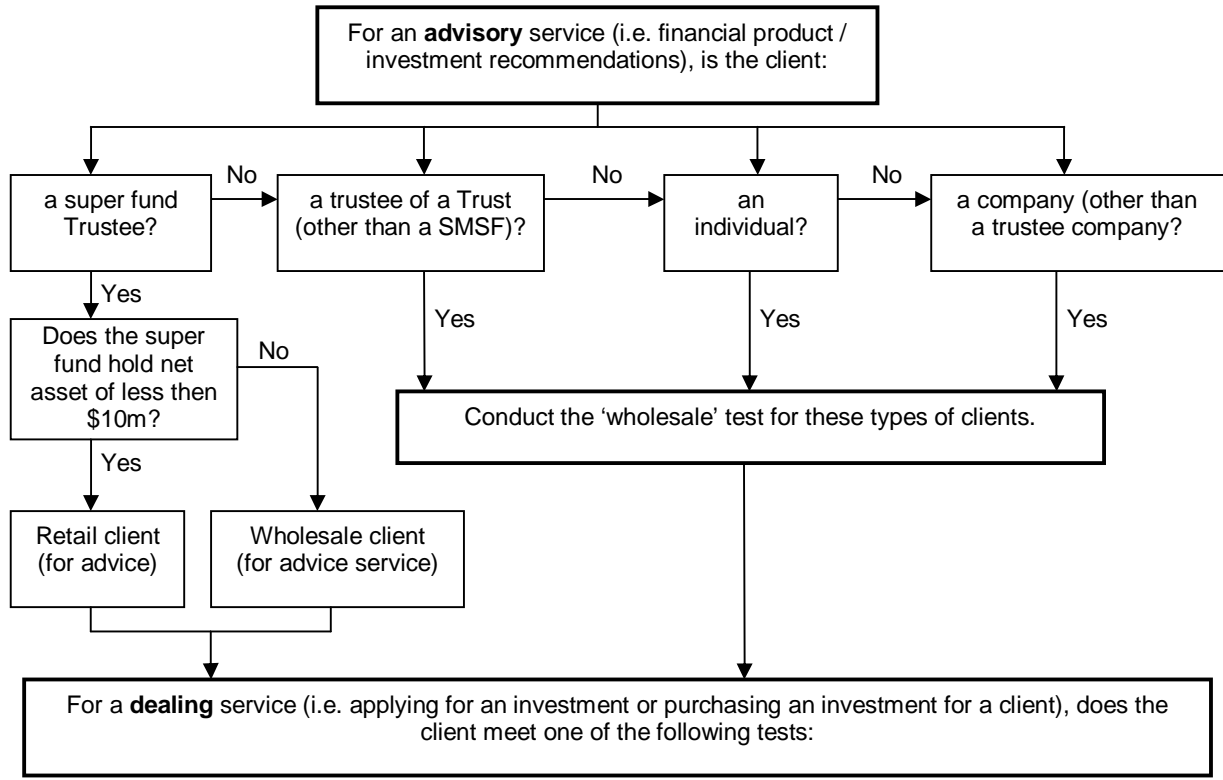 For an advisory service (i.e. financial product /
investment recommendations), is the client:
a super fund
Trustee?
No
a trustee of a Trust
(other than a SMSF)?
No
an
individual?
No
a company (other than
a trustee company?
Yes
Yes
Yes
Yes
Does the super
fund hold net
asset of less then
$10m?
No
Conduct the ‘wholesale’ test for these types of clients.
Yes
Retail client
(for advice)
Wholesale client
(for advice service)
For a dealing service (i.e. applying for an investment or purchasing an investment for a client), does the
client meet one of the following tests: